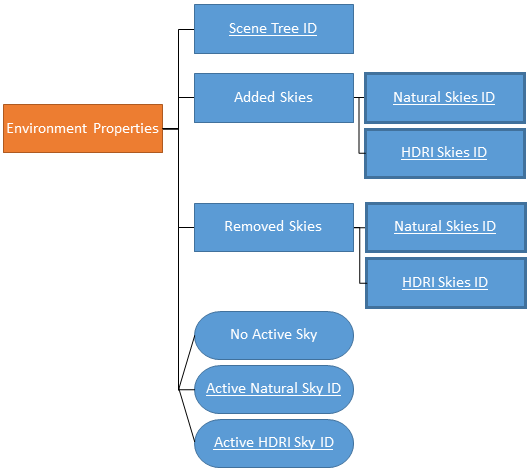 Environment Properties
Scene Tree ID
Added Skies
Natural Skies ID
HDRI Skies ID
Removed Skies
Natural Skies ID
HDRI Skies ID
No Active Sky
Active Natural Sky ID
Active HDRI Sky ID